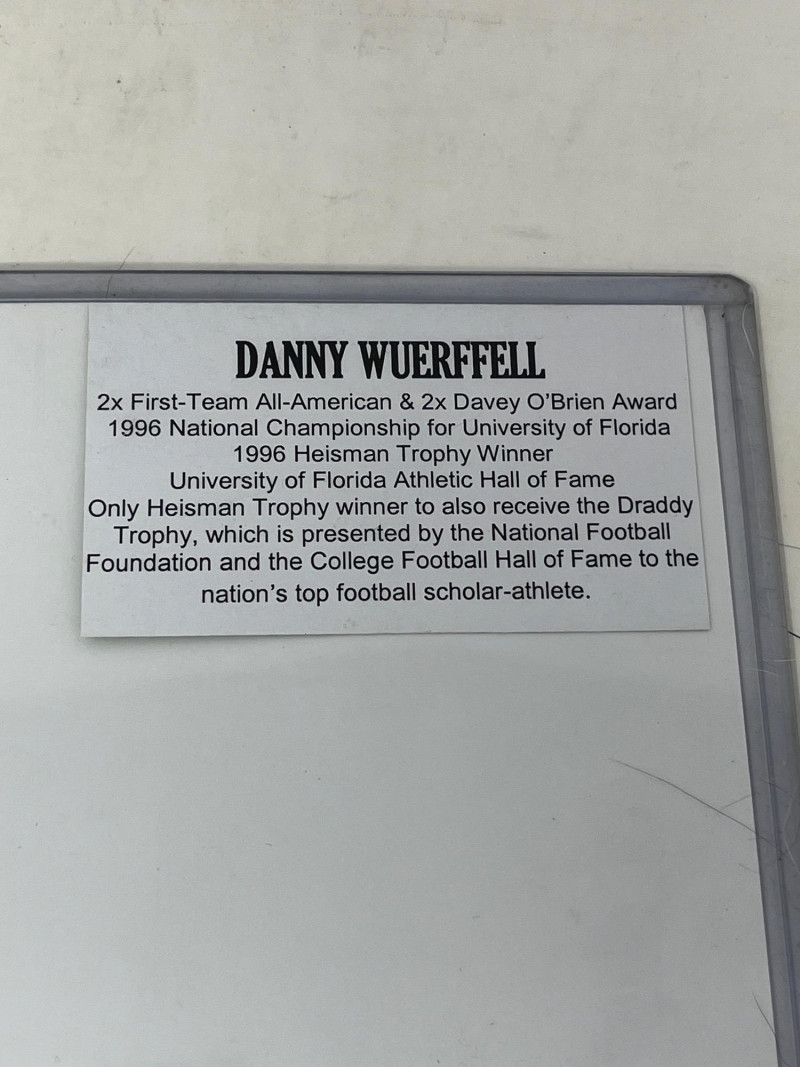 DANNY WUERFFELL
2x First-Team All-American & 2x Davey O'Brien Award
1996 National Championship for University of Florida
1996 Heisman Trophy Winner
University of Florida Athletic Hall of Fame
Only Heisman Trophy winner to also receive the Draddy
Trophy, which is presented by the National Football
Foundation and the College Football Hall of Fame to the
nation's top football scholar-athlete.